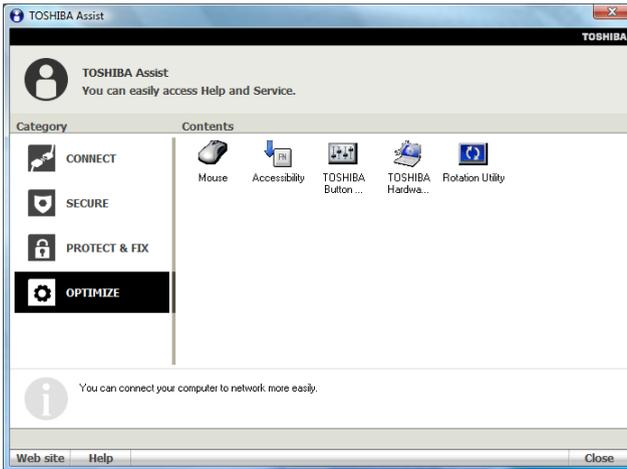 TOSHIBA Assist
TOSHIBA
TOSHIBA Assist
You can easily access Help and Service.
Category
Contents
CONNECT
SECURE
PROTECT & FIX
OPTIMIZE
Mouse
Accessibility
FN
TOSHIBA
Button ...
TOSHIBA
Hardwa...
Rotation Utility
You can connect your computer to network more easily.
Web site
Help
Close